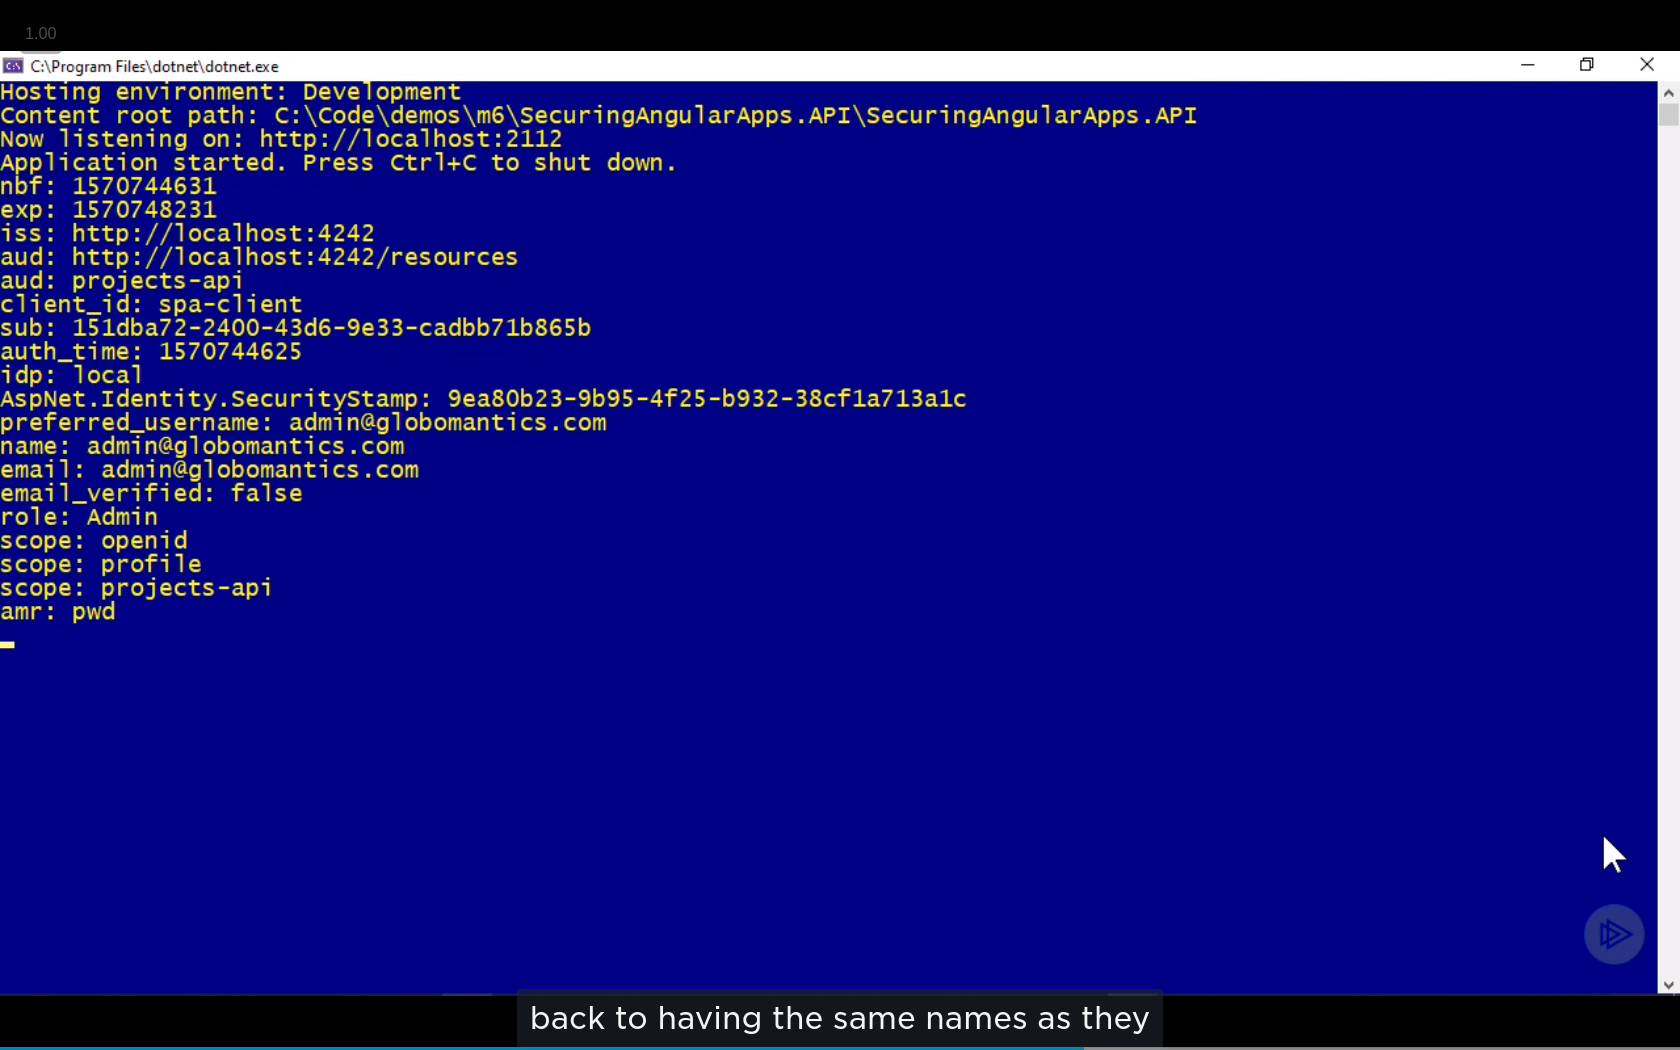 1.00
C:\Program Files\dotnet\dotnet.exe
Hosting environment: Development
Content root path: C:\Code\demos\m6\SecuringAngularApps.API\SecuringAngularApps.API
Now listening on: http://localhost:2112
Application started. Press Ctrl+C to shut down.
nbf: 1570744631
exp: 1570748231
iss: http://localhost:4242
aud: http://localhost:4242/resources
aud: projects-api
client_id: spa-client
sub: 151dba72-2400-43d6-9e33-cadbb71b865b
auth_time: 1570744625
idp: local
AspNet.Identity.SecurityStamp: 9ea80b23-9b95-4f25-b932-38cf1a713a1c
preferred_username: admin@globomantics.com
name: admin@globomantics.com
email: admin@globomantics.com
email_verified: false
role: Admin
scope: openid
scope: profile
scope: projects-api
amr: pwd
back to having the same names as they